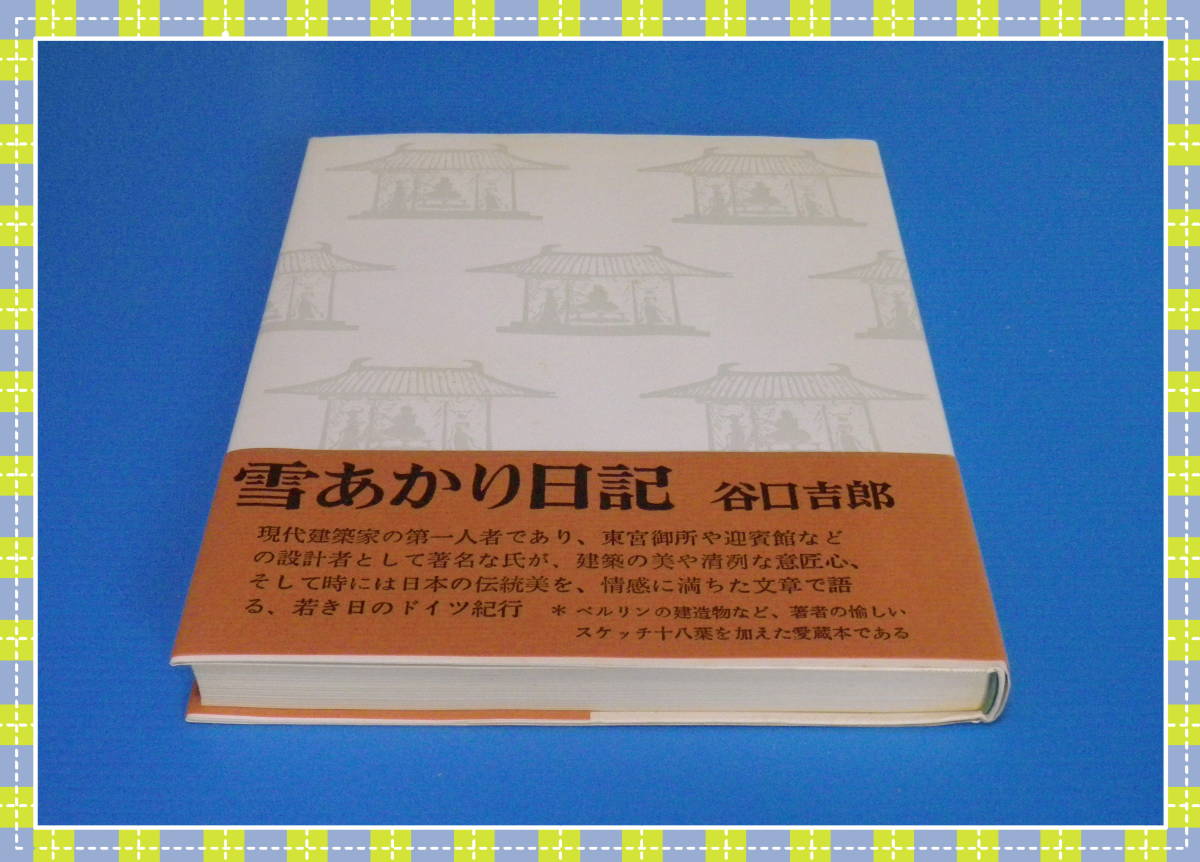 雪あかり日記 谷口吉郎
現代建築家の第一人者であり、東宮御所や迎賓館など
の設計者として著名な氏が、建築の美や清冽な意匠心、
そして時には日本の伝統美を、情感に満ちた文章で語
る、若き日のドイツ紀行 *ベルリンの建造物など、著者の愉しい
スケッチ十八葉を加えた愛蔵本である